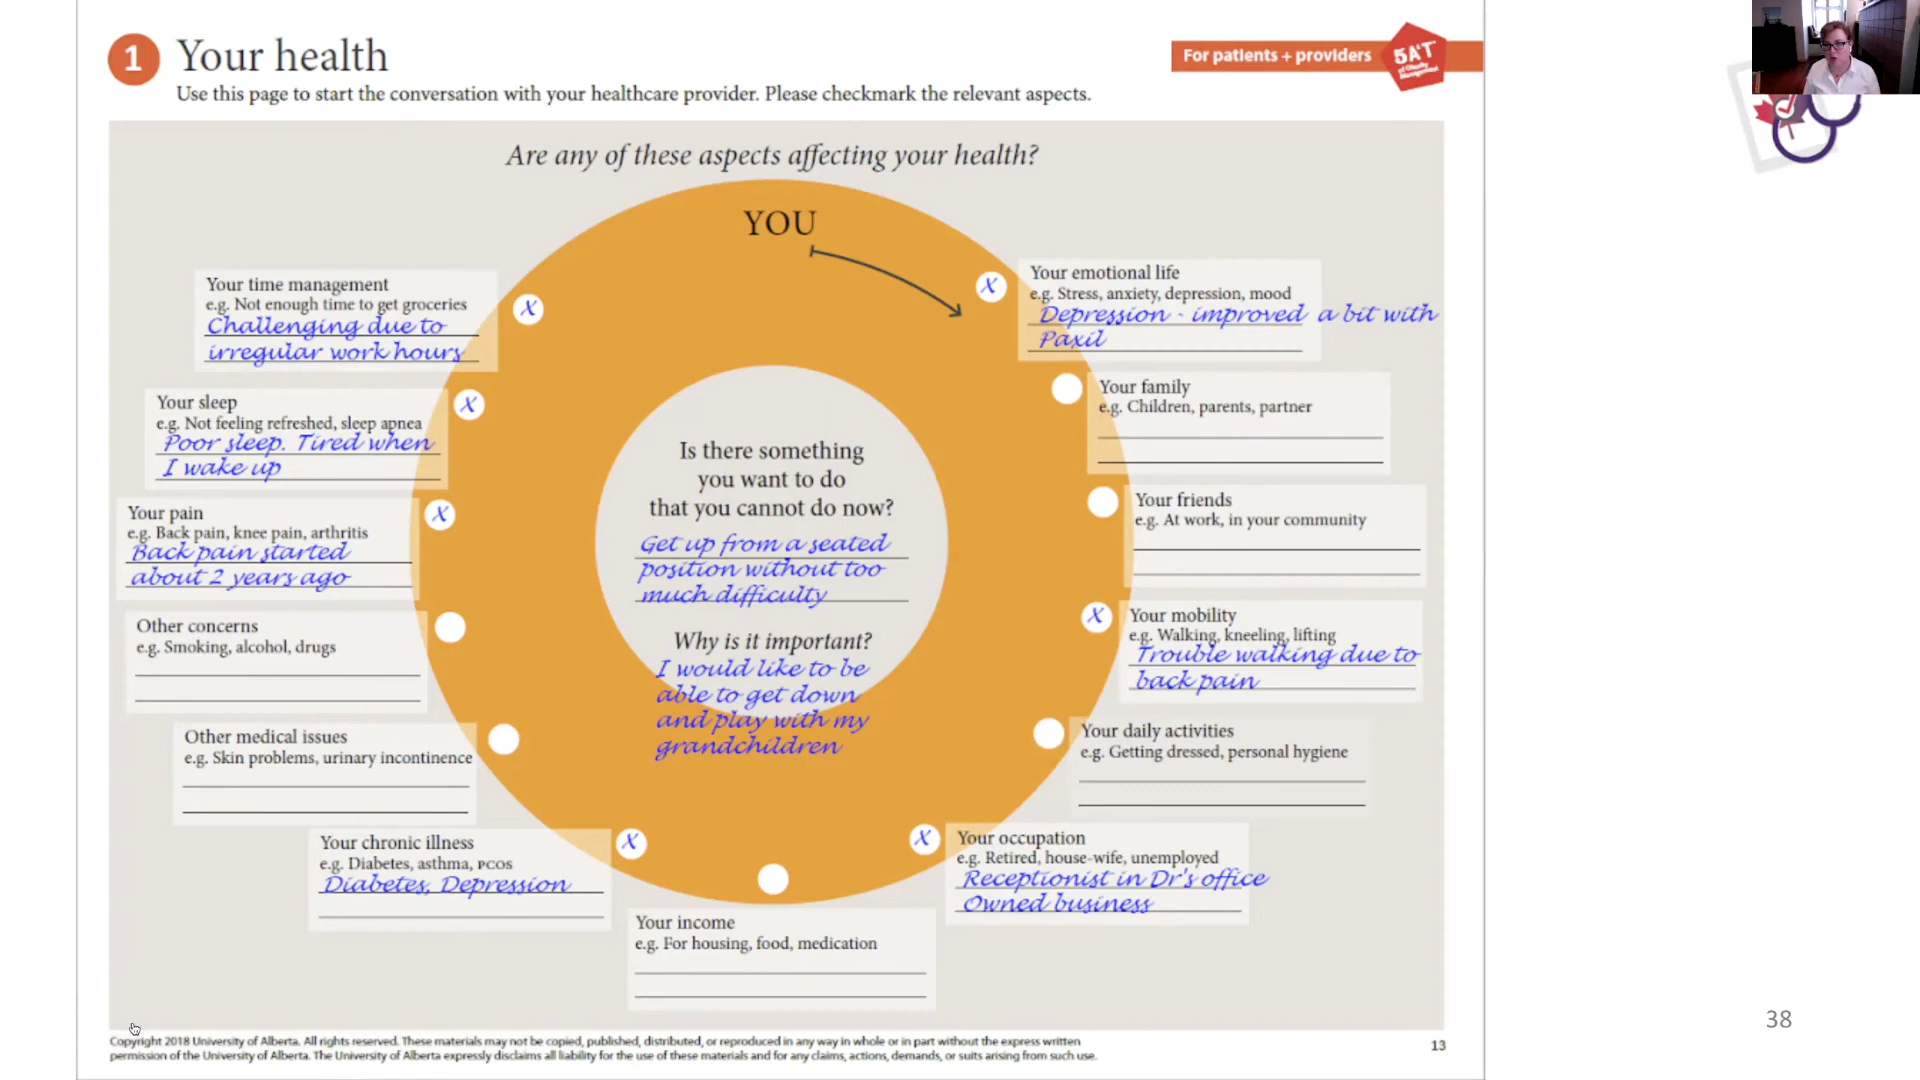 1 Your health
Use this page to start the conversation with your healthcare provider. Please checkmark the relevant aspects.
For patients + providers
5AsT
of Obesity
Management
Are any of these aspects affecting your health?
YOU
X
Your emotional life
e.g. Stress, anxiety, depression, mood
Depression - improved a bit with
Paxil
Your family
e.g. Children, parents, partner
Your friends
e.g. At work, in your community
X
Your mobility
e.g. Walking, kneeling, lifting
Trouble walking due to
back pain
Your daily activities
e.g. Getting dressed, personal hygiene
X
Your occupation
e.g. Retired, house-wife, unemployed
Receptionist in Dr's office
Owned business
Your income
e.g. For housing, food, medication
X
Your chronic illness
e.g. Diabetes, asthma, PCOS
Diabetes, Depression
Other medical issues
e.g. Skin problems, urinary incontinence
Other concerns
e.g. Smoking, alcohol, drugs
X
Your pain
e.g. Back pain, knee pain, arthritis
Back pain started
about 2 years ago
X
Your sleep
e.g. Not feeling refreshed, sleep apnea
Poor sleep. Tired when
I wake up
X
Your time management
e.g. Not enough time to get groceries
Challenging due to
irregular work hours
Is there something
you want to do
that you cannot do now?
Get up from a seated
position without too
much difficulty
Why is it important?
I would like to be
able to get down
and play with my
grandchildren
Copyright 2018 University of Alberta. All rights reserved. These materials may not be copied, published, distributed, or reproduced in any way in whole or in part without the express written
permission of the University of Alberta. The University of Alberta expressly disclaims all liability for the use of these materials and for any claims, actions, demands, or suits arising from such use.
13
38